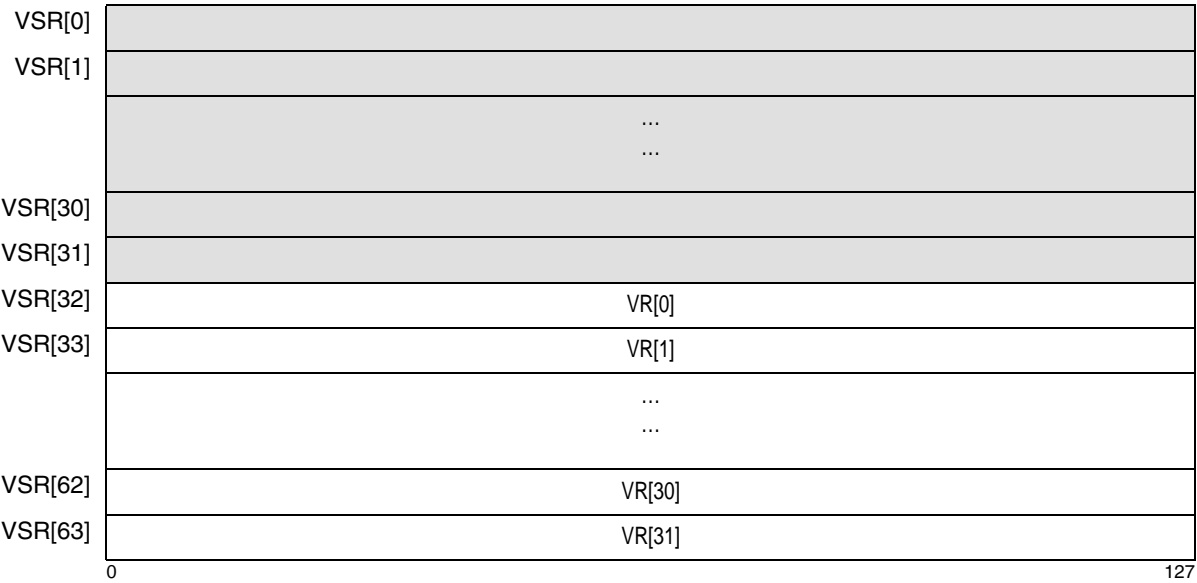 VSR[0]
VSR[1]
...
...
VSR[30]
VSR[31]
VSR[32] VR[0]
VSR[33] VR[1]
...
...
VSR[62] VR[30]
VSR[63] VR[31]
0 127